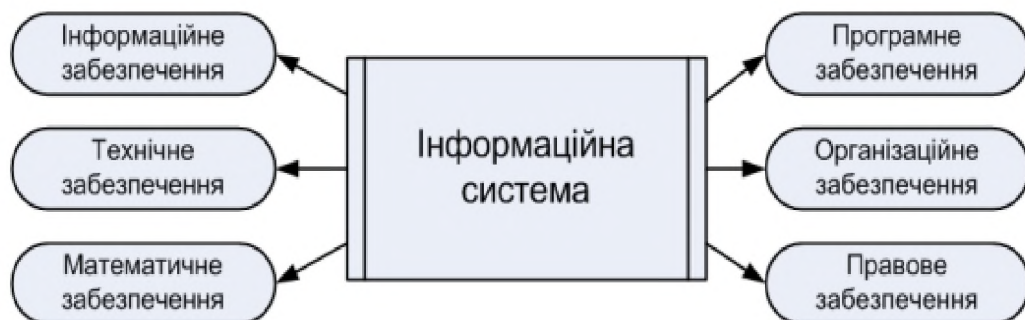 Інформаційне
забезпечення
Технічне
забезпечення
Математичне
забезпечення
Інформаційна
система
Програмне
забезпечення
Організаційне
забезпечення
Правове
забезпечення